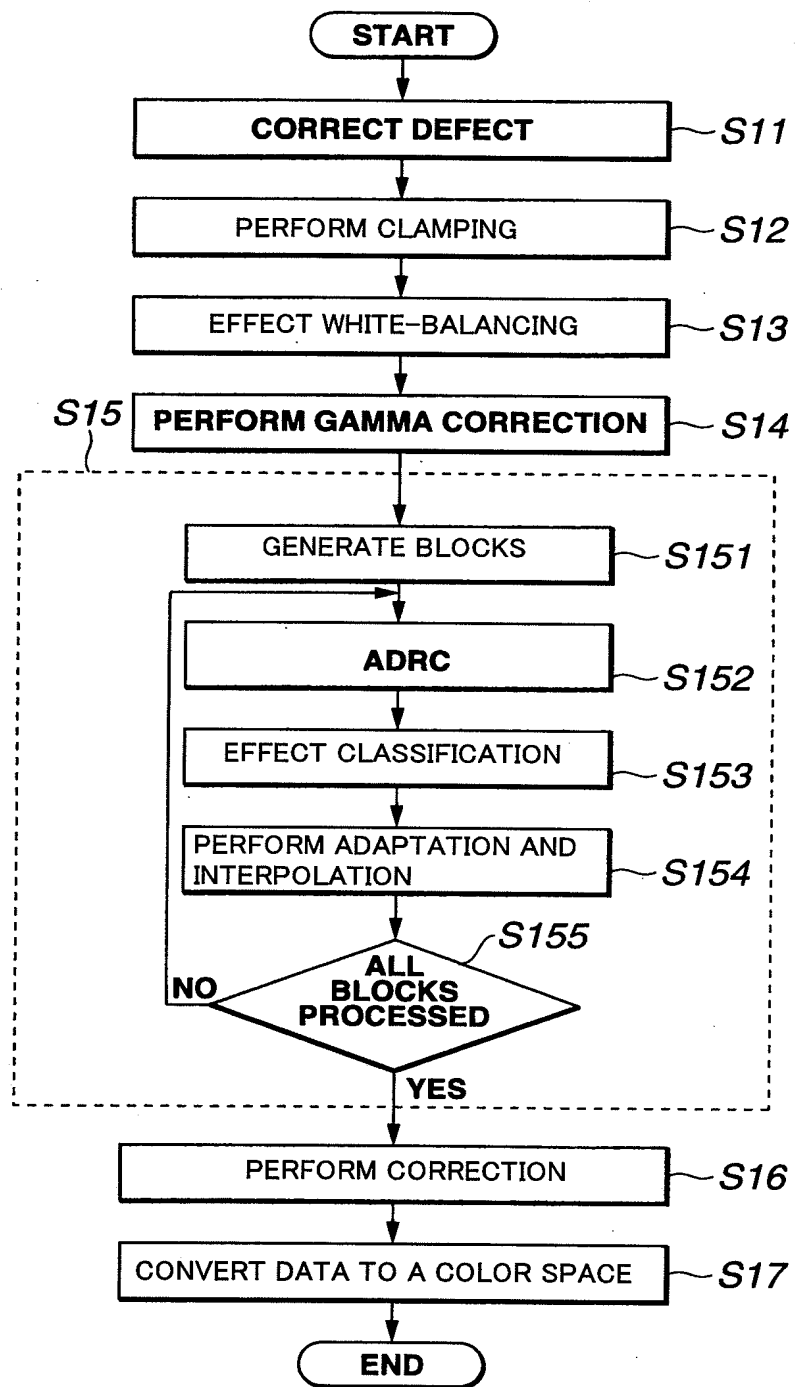 START
CORRECT DEFECT
S11
PERFORM CLAMPING
S12
EFFECT WHITE-BALANCING
S13
S15
PERFORM GAMMA CORRECTION
S14
GENERATE BLOCKS
S151
ADRC
S152
EFFECT CLASSIFICATION
S153
PERFORM ADAPTATION AND
INTERPOLATION
S154
S155
ALL
BLOCKS
PROCESSED
NO
YES
PERFORM CORRECTION
S16
CONVERT DATA TO A COLOR SPACE
S17
END